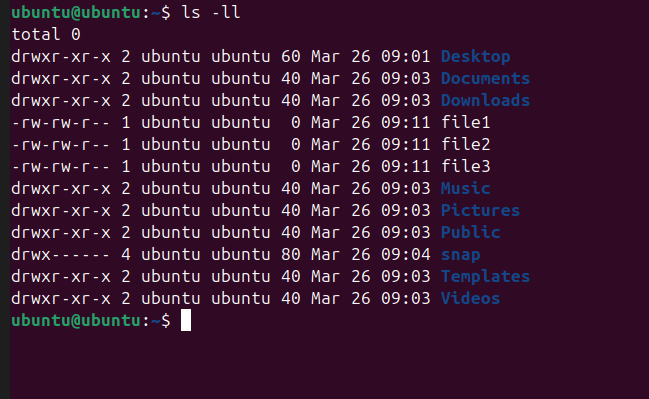 ubuntu@ubuntu:~$ ls -ll
total 0
drwxr-xr-x 2 ubuntu ubuntu 60 Mar 26 09:01 Desktop
drwxr-xr-x 2 ubuntu ubuntu 40 Mar 26 09:03 Documents
drwxr-xr-x 2 ubuntu ubuntu 40 Mar 26 09:03 Downloads
-rw-rw-r-- 1 ubuntu ubuntu  0 Mar 26 09:11 file1
-rw-rw-r-- 1 ubuntu ubuntu  0 Mar 26 09:11 file2
-rw-rw-r-- 1 ubuntu ubuntu  0 Mar 26 09:11 file3
drwxr-xr-x 2 ubuntu ubuntu 40 Mar 26 09:03 Music
drwxr-xr-x 2 ubuntu ubuntu 40 Mar 26 09:03 Pictures
drwxr-xr-x 2 ubuntu ubuntu 40 Mar 26 09:03 Public
drwx------ 4 ubuntu ubuntu 80 Mar 26 09:04 snap
drwxr-xr-x 2 ubuntu ubuntu 40 Mar 26 09:03 Templates
drwxr-xr-x 2 ubuntu ubuntu 40 Mar 26 09:03 Videos
ubuntu@ubuntu:~$